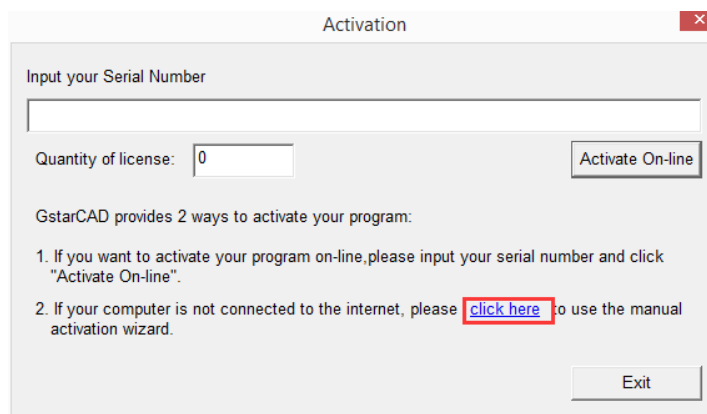 Activation
Input your Serial Number
Quantity of license: 0
Activate On-line
GstarCAD provides 2 ways to activate your program:
1. If you want to activate your program on-line,please input your serial number and click
"Activate On-line".
2. If your computer is not connected to the internet, please click here to use the manual
activation wizard.
Exit